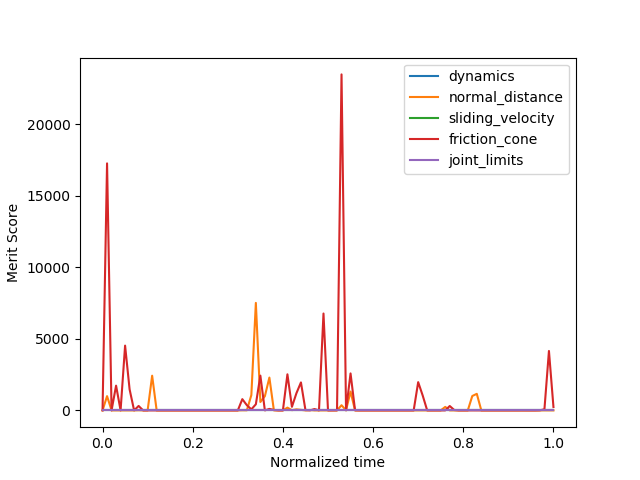 dynamics
normal_distance
sliding_velocity
friction_cone
joint_limits
20000
15000
10000
5000
0
Merit Score
0.0 0.2 0.4 0.6 0.8 1.0
Normalized time